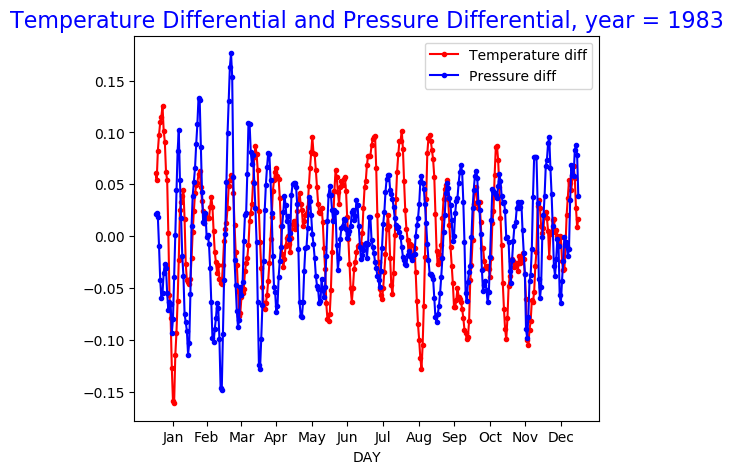 Temperature Differential and Pressure Differential, year = 1983
Temperature diff
Pressure diff
0.15
0.10
0.05
0.00
−0.05
−0.10
−0.15
Jan Feb Mar Apr May Jun Jul Aug Sep Oct Nov Dec
DAY